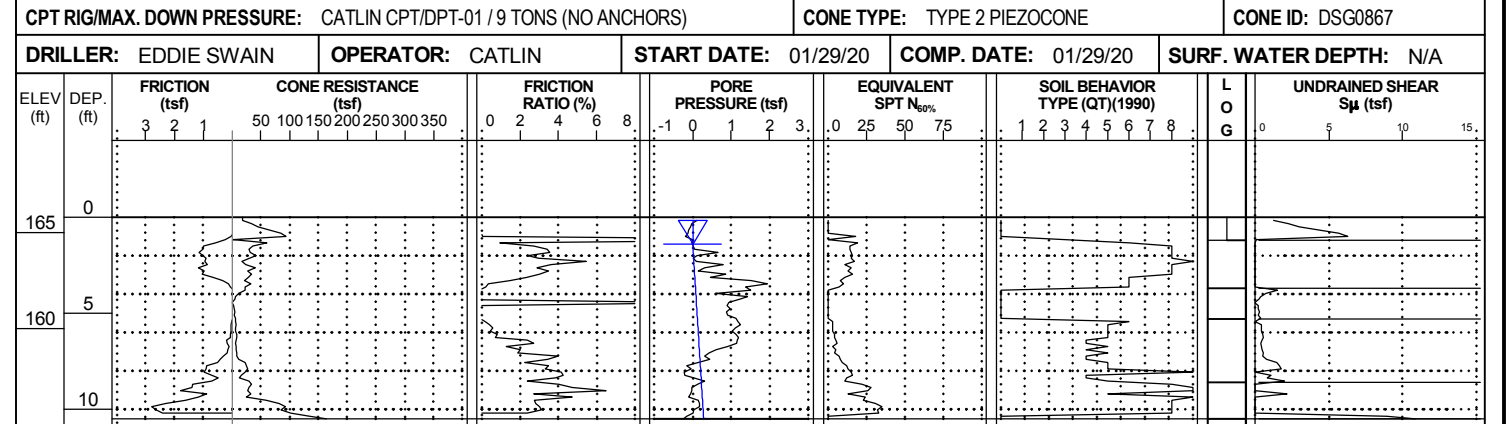 CPT RIG/MAX. DOWN PRESSURE: CATLIN CPT/DPT-01 / 9 TONS (NO ANCHORS) CONE TYPE: TYPE 2 PIEZOCONE CONE ID: DSG0867
DRILLER: EDDIE SWAIN OPERATOR: CATLIN START DATE: 01/29/20 COMP. DATE: 01/29/20 SURF. WATER DEPTH: N/A
ELEV (ft)
DEP. (ft)
FRICTION (tsf)
3 2 1
CONE RESISTANCE (tsf)
50 100 150 200 250 300 350
FRICTION RATIO (%)
0 2 4 6 8
PORE PRESSURE (tsf)
-1 0 1 2 3
EQUIVALENT SPT N60%
0 25 50 75
SOIL BEHAVIOR TYPE (QT)(1990)
1 2 3 4 5 6 7 8
LOG
UNDRAINED SHEAR Sµ (tsf)
0 5 10 15
0
165
5
160
10